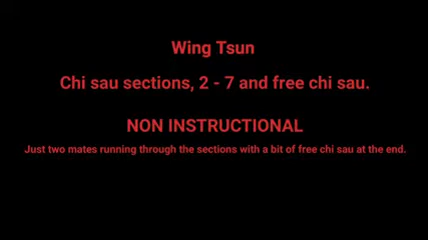 Wing Tsun
Chi sau sections, 2 - 7 and free chi sau.
NON INSTRUCTIONAL
Just two mates running through the sections with a bit of free chi sau at the end.